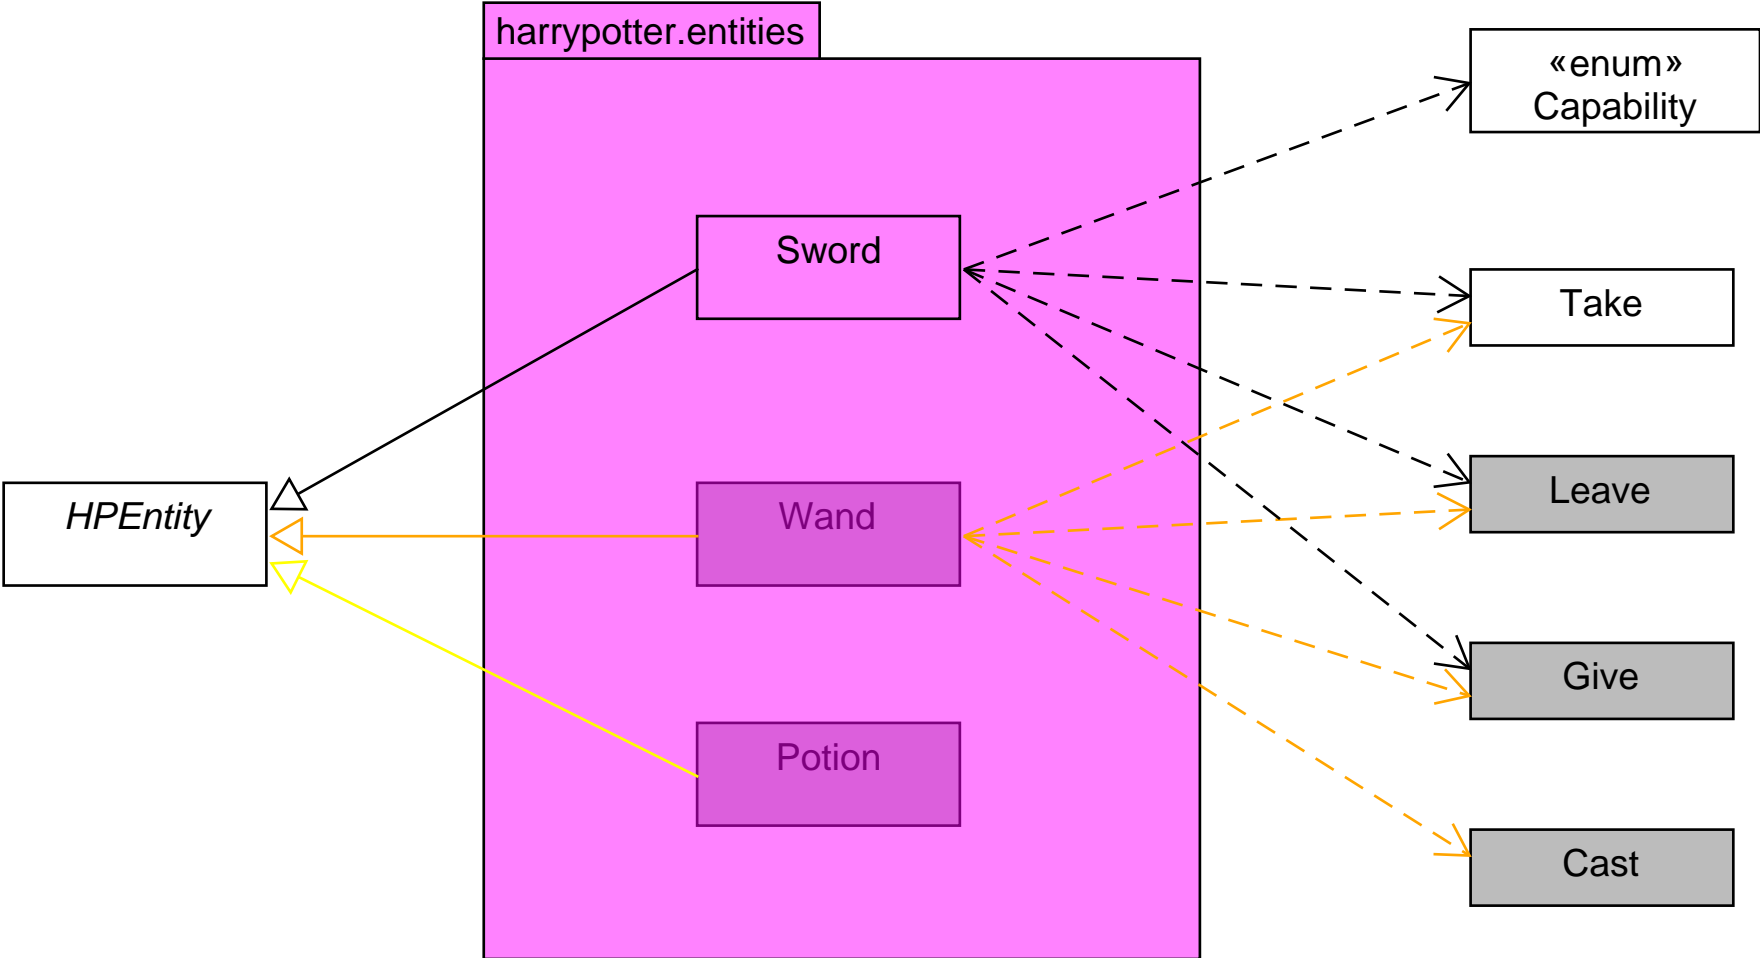 harrypotter.entities
«enum»
Capability
Sword
Take
HPEntity
Wand
Leave
Give
Potion
Cast